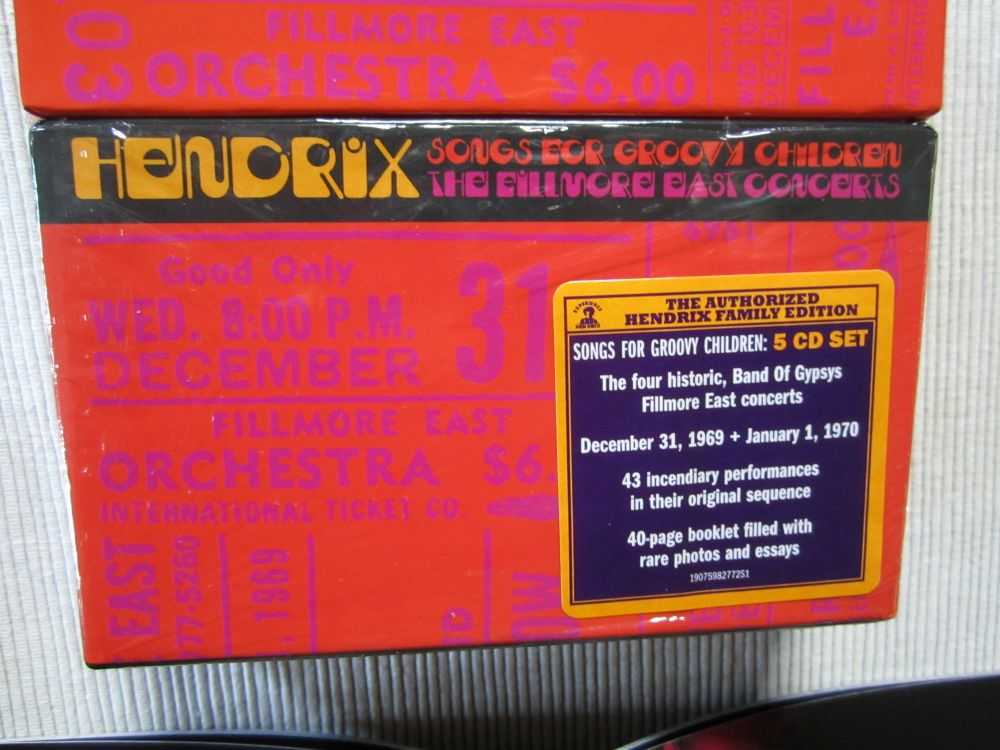 FILLMORE EAST
ORCHESTRA $6.00
HENDRIX
SONGS FOR GROOVY CHILDREN
THE FILLMORE EAST CONCERTS
Good Only
WED. 8:00 P.M.
DECEMBER 31
FILLMORE EAST
ORCHESTRA $6.
INTERNATIONAL TICKET CO.
EAST
777-5260
1969
THE AUTHORIZED
HENDRIX FAMILY EDITION
SONGS FOR GROOVY CHILDREN: 5 CD SET
The four historic, Band Of Gypsys
Fillmore East concerts
December 31, 1969 + January 1, 1970
43 incendiary performances
in their original sequence
40-page booklet filled with
rare photos and essays
19075982772S1